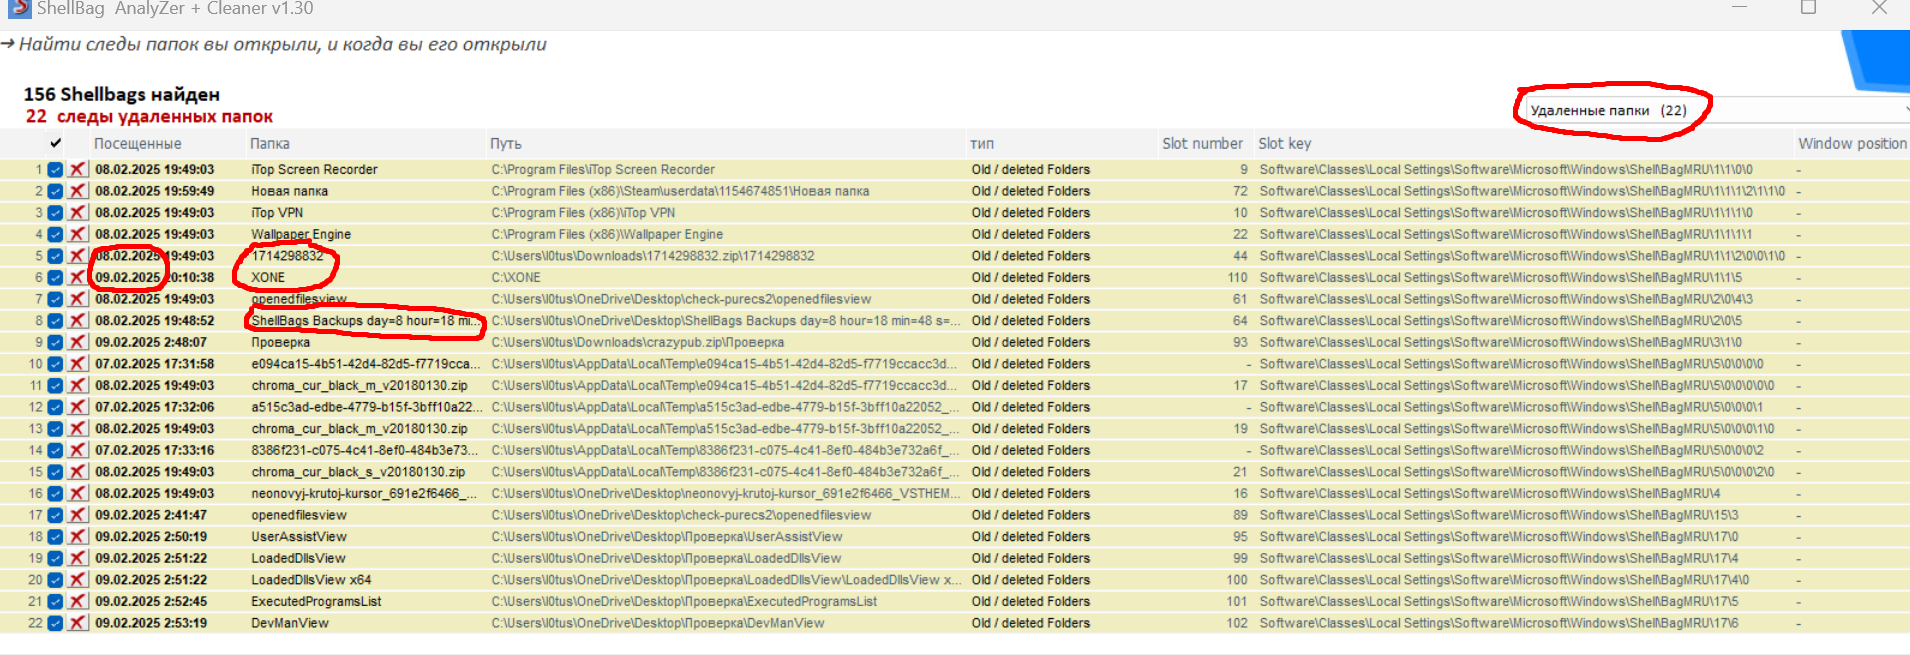 ShellBag AnalyZer + Cleaner v1.30
→ Найти следы папок вы открыли, и когда вы его открыли
156 Shellbags найден
22 следы удаленных папок
Удаленные папки (22)
Посещенные Папка Путь тип Slot number Slot key Window position
1 08.02.2025 19:49:03 iTop Screen Recorder C:\Program Files\iTop Screen Recorder Old / deleted Folders 9 Software\Classes\Local Settings\Software\Microsoft\Windows\Shell\BagMRU\1\1\0\0 -
2 08.02.2025 19:59:49 Новая папка C:\Program Files (x86)\Steam\userdata\1154674851\Новая папка Old / deleted Folders 72 Software\Classes\Local Settings\Software\Microsoft\Windows\Shell\BagMRU\1\1\1\2\1\1\0 -
3 08.02.2025 19:49:03 iTop VPN C:\Program Files (x86)\iTop VPN Old / deleted Folders 10 Software\Classes\Local Settings\Software\Microsoft\Windows\Shell\BagMRU\1\1\1\0 -
4 08.02.2025 19:49:03 Wallpaper Engine C:\Program Files (x86)\Wallpaper Engine Old / deleted Folders 22 Software\Classes\Local Settings\Software\Microsoft\Windows\Shell\BagMRU\1\1\1\1 -
5 08.02.2025 19:49:03 1714298832 C:\Users\l0tus\Downloads\1714298832.zip\1714298832 Old / deleted Folders 44 Software\Classes\Local Settings\Software\Microsoft\Windows\Shell\BagMRU\1\1\2\0\0\1\0 -
6 09.02.2025 20:10:38 XONE C:\XONE Old / deleted Folders 110 Software\Classes\Local Settings\Software\Microsoft\Windows\Shell\BagMRU\1\1\5 -
7 08.02.2025 19:49:03 openedfilesview C:\Users\l0tus\OneDrive\Desktop\check-purecs2\openedfilesview Old / deleted Folders 61 Software\Classes\Local Settings\Software\Microsoft\Windows\Shell\BagMRU\2\0\4\3 -
8 08.02.2025 19:48:52 ShellBags Backups day=8 hour=18 mi... C:\Users\l0tus\OneDrive\Desktop\ShellBags Backups day=8 hour=18 min=48 s=... Old / deleted Folders 64 Software\Classes\Local Settings\Software\Microsoft\Windows\Shell\BagMRU\2\0\5 -
9 09.02.2025 2:48:07 Проверка C:\Users\l0tus\Downloads\crazypub.zip\Проверка Old / deleted Folders 93 Software\Classes\Local Settings\Software\Microsoft\Windows\Shell\BagMRU\3\1\0 -
10 07.02.2025 17:31:58 e094ca15-4b51-42d4-82d5-f7719cca... C:\Users\l0tus\AppData\Local\Temp\e094ca15-4b51-42d4-82d5-f7719ccacc3d... Old / deleted Folders - Software\Classes\Local Settings\Software\Microsoft\Windows\Shell\BagMRU\5\0\0\0\0 -
11 08.02.2025 19:49:03 chroma_cur_black_m_v20180130.zip C:\Users\l0tus\AppData\Local\Temp\e094ca15-4b51-42d4-82d5-f7719ccacc3d... Old / deleted Folders 17 Software\Classes\Local Settings\Software\Microsoft\Windows\Shell\BagMRU\5\0\0\0\0\0 -
12 07.02.2025 17:32:06 a515c3ad-edbe-4779-b15f-3bff10a22... C:\Users\l0tus\AppData\Local\Temp\a515c3ad-edbe-4779-b15f-3bff10a22052_... Old / deleted Folders - Software\Classes\Local Settings\Software\Microsoft\Windows\Shell\BagMRU\5\0\0\0\1 -
13 08.02.2025 19:49:03 chroma_cur_black_m_v20180130.zip C:\Users\l0tus\AppData\Local\Temp\a515c3ad-edbe-4779-b15f-3bff10a22052_... Old / deleted Folders 19 Software\Classes\Local Settings\Software\Microsoft\Windows\Shell\BagMRU\5\0\0\0\1\0 -
14 07.02.2025 17:33:16 8386f231-c075-4c41-8ef0-484b3e73... C:\Users\l0tus\AppData\Local\Temp\8386f231-c075-4c41-8ef0-484b3e732a6f_... Old / deleted Folders - Software\Classes\Local Settings\Software\Microsoft\Windows\Shell\BagMRU\5\0\0\0\2 -
15 08.02.2025 19:49:03 chroma_cur_black_s_v20180130.zip C:\Users\l0tus\AppData\Local\Temp\8386f231-c075-4c41-8ef0-484b3e732a6f_... Old / deleted Folders 21 Software\Classes\Local Settings\Software\Microsoft\Windows\Shell\BagMRU\5\0\0\0\2\0 -
16 08.02.2025 19:49:03 neonovyj-krutoj-kursor_691e2f6466_... C:\Users\l0tus\OneDrive\Desktop\neonovyj-krutoj-kursor_691e2f6466_VSTHEM... Old / deleted Folders 16 Software\Classes\Local Settings\Software\Microsoft\Windows\Shell\BagMRU\4 -
17 09.02.2025 2:41:47 openedfilesview C:\Users\l0tus\OneDrive\Desktop\check-purecs2\openedfilesview Old / deleted Folders 89 Software\Classes\Local Settings\Software\Microsoft\Windows\Shell\BagMRU\15\3 -
18 09.02.2025 2:50:19 UserAssistView C:\Users\l0tus\OneDrive\Desktop\Проверка\UserAssistView Old / deleted Folders 95 Software\Classes\Local Settings\Software\Microsoft\Windows\Shell\BagMRU\17\0 -
19 09.02.2025 2:51:22 LoadedDllsView C:\Users\l0tus\OneDrive\Desktop\Проверка\LoadedDllsView Old / deleted Folders 99 Software\Classes\Local Settings\Software\Microsoft\Windows\Shell\BagMRU\17\4 -
20 09.02.2025 2:51:22 LoadedDllsView x64 C:\Users\l0tus\OneDrive\Desktop\Проверка\LoadedDllsView\LoadedDllsView x... Old / deleted Folders 100 Software\Classes\Local Settings\Software\Microsoft\Windows\Shell\BagMRU\17\4\0 -
21 09.02.2025 2:52:45 ExecutedProgramsList C:\Users\l0tus\OneDrive\Desktop\Проверка\ExecutedProgramsList Old / deleted Folders 101 Software\Classes\Local Settings\Software\Microsoft\Windows\Shell\BagMRU\17\5 -
22 09.02.2025 2:53:19 DevManView C:\Users\l0tus\OneDrive\Desktop\Проверка\DevManView Old / deleted Folders 102 Software\Classes\Local Settings\Software\Microsoft\Windows\Shell\BagMRU\17\6 -